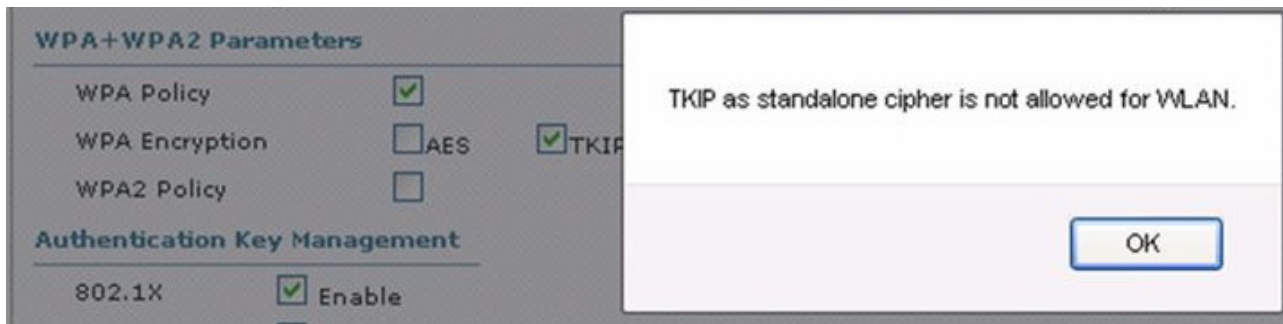 WPA+WPA2 Parameters
WPA Policy
WPA Encryption AES TKIP
WPA2 Policy
Authentication Key Management
802.1X Enable
TKIP as standalone cipher is not allowed for WLAN.
OK